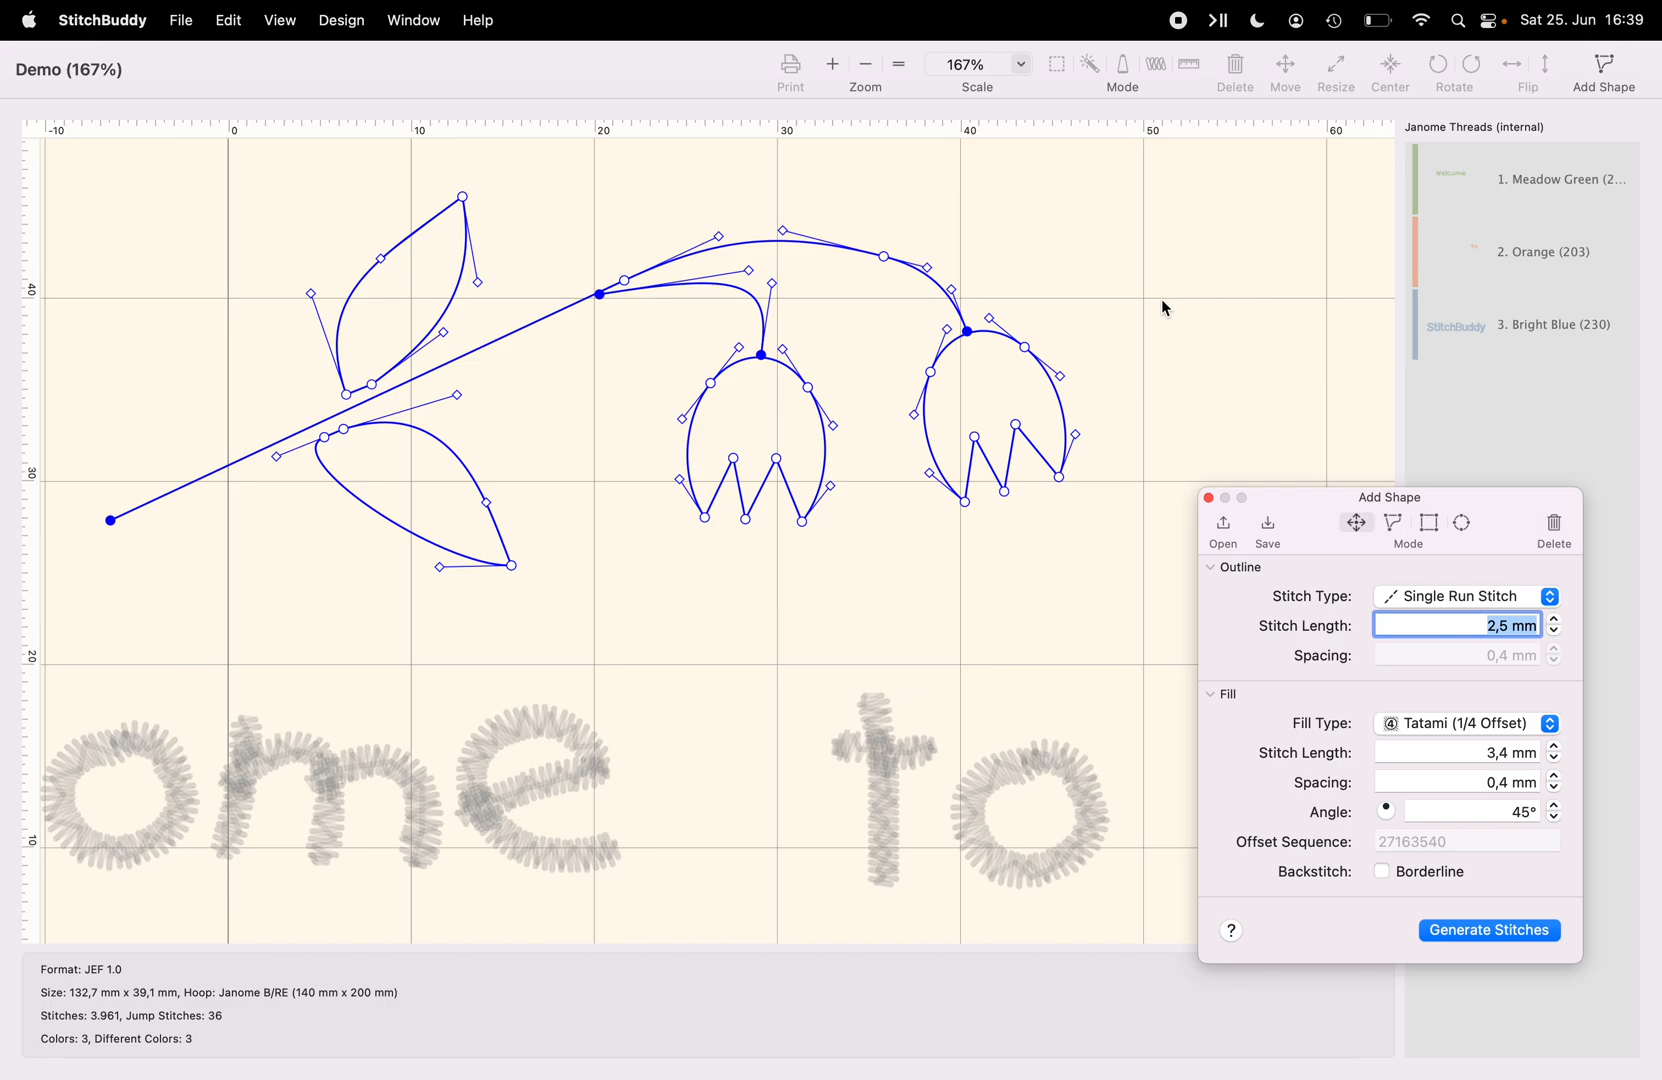 StitchBuddy File Edit View Design Window Help Sat 25. Jun 16:39
Demo (167%)
167%
Print Zoom Scale Mode Delete Move Resize Center Rotate Flip Add Shape
-10 0 10 20 30 40 50 60
Janome Threads (internal)
Welcome 1. Meadow Green (2...
To 2. Orange (203)
StitchBuddy 3. Bright Blue (230)
40
30
20
10
ome to
Add Shape
Open Save Mode Delete
Outline
Stitch Type: Single Run Stitch
Stitch Length: 2,5 mm
Spacing: 0,4 mm
Fill
Fill Type: 4 Tatami (1/4 Offset)
Stitch Length: 3,4 mm
Spacing: 0,4 mm
Angle: 45°
Offset Sequence: 27163540
Backstitch: Borderline
? Generate Stitches
Format: JEF 1.0
Size: 132,7 mm x 39,1 mm, Hoop: Janome B/RE (140 mm x 200 mm)
Stitches: 3.961, Jump Stitches: 36
Colors: 3, Different Colors: 3